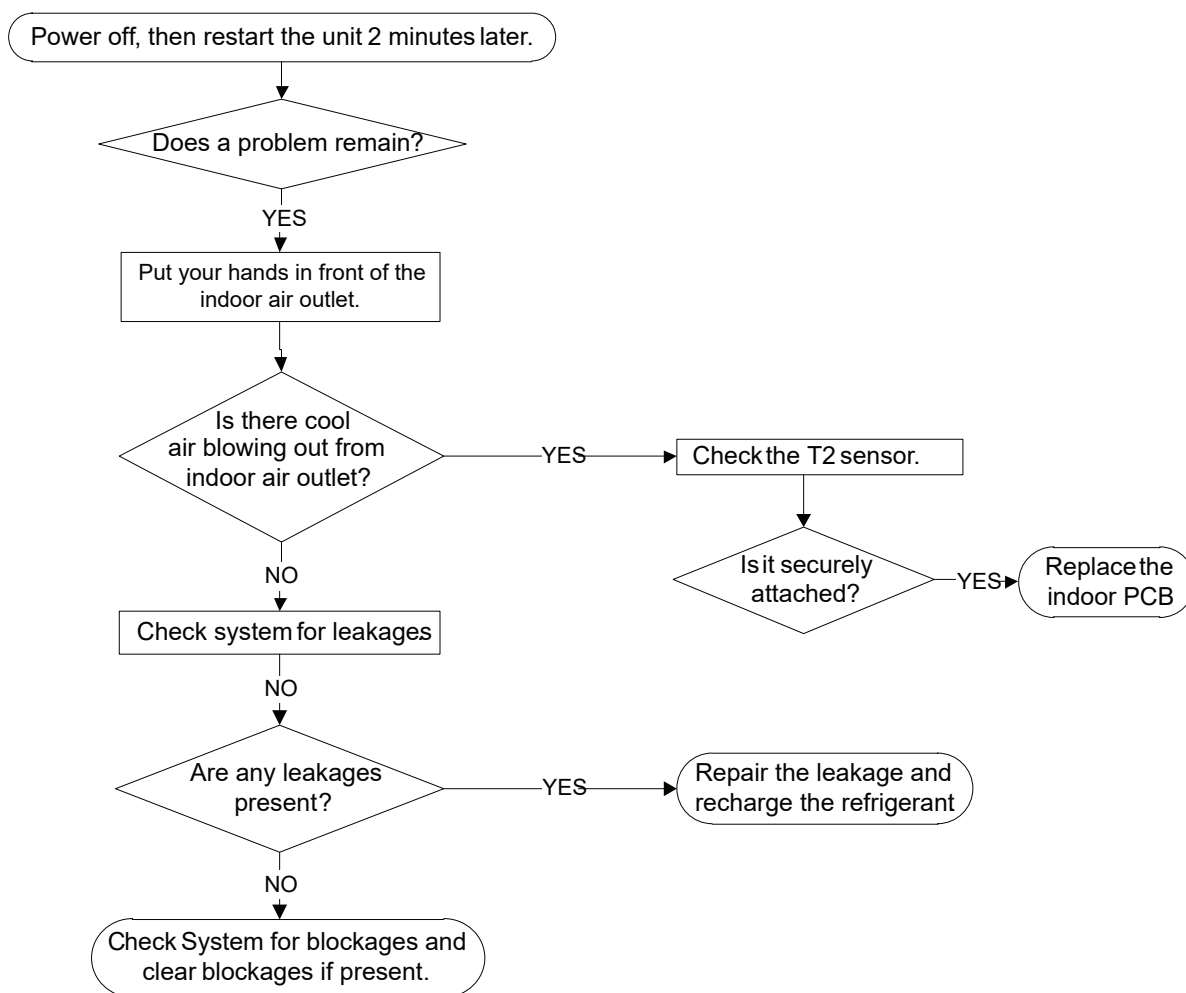 Power off, then restart the unit 2 minutes later.
Does a problem remain?
YES
Put your hands in front of the
indoor air outlet.
Is there cool
air blowing out from
indoor air outlet?
YES
Check the T2 sensor.
Is it securely
attached?
YES
Replace the
indoor PCB
NO
Check system for leakages.
NO
Are any leakages
present?
YES
Repair the leakage and
recharge the refrigerant
NO
Check System for blockages and
clear blockages if present.